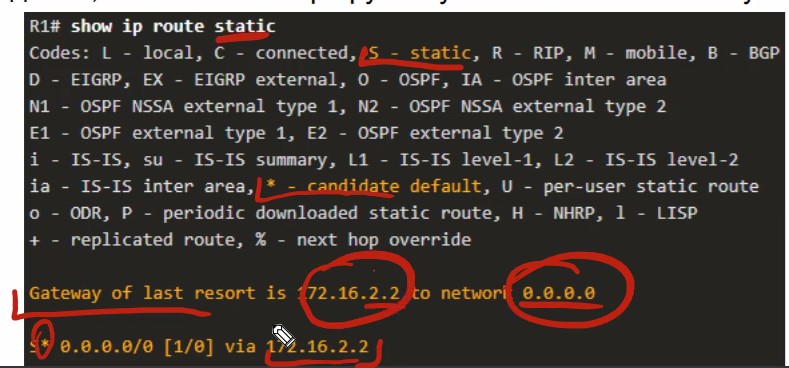 R1# show ip route static
Codes: L - local, C - connected, S - static, R - RIP, M - mobile, B - BGP
D - EIGRP, EX - EIGRP external, O - OSPF, IA - OSPF inter area
N1 - OSPF NSSA external type 1, N2 - OSPF NSSA external type 2
E1 - OSPF external type 1, E2 - OSPF external type 2
i - IS-IS, su - IS-IS summary, L1 - IS-IS level-1, L2 - IS-IS level-2
ia - IS-IS inter area, * - candidate default, U - per-user static route
o - ODR, P - periodic downloaded static route, H - NHRP, l - LISP
+ - replicated route, % - next hop override
Gateway of last resort is 172.16.2.2 to network 0.0.0.0
S* 0.0.0.0/0 [1/0] via 172.16.2.2